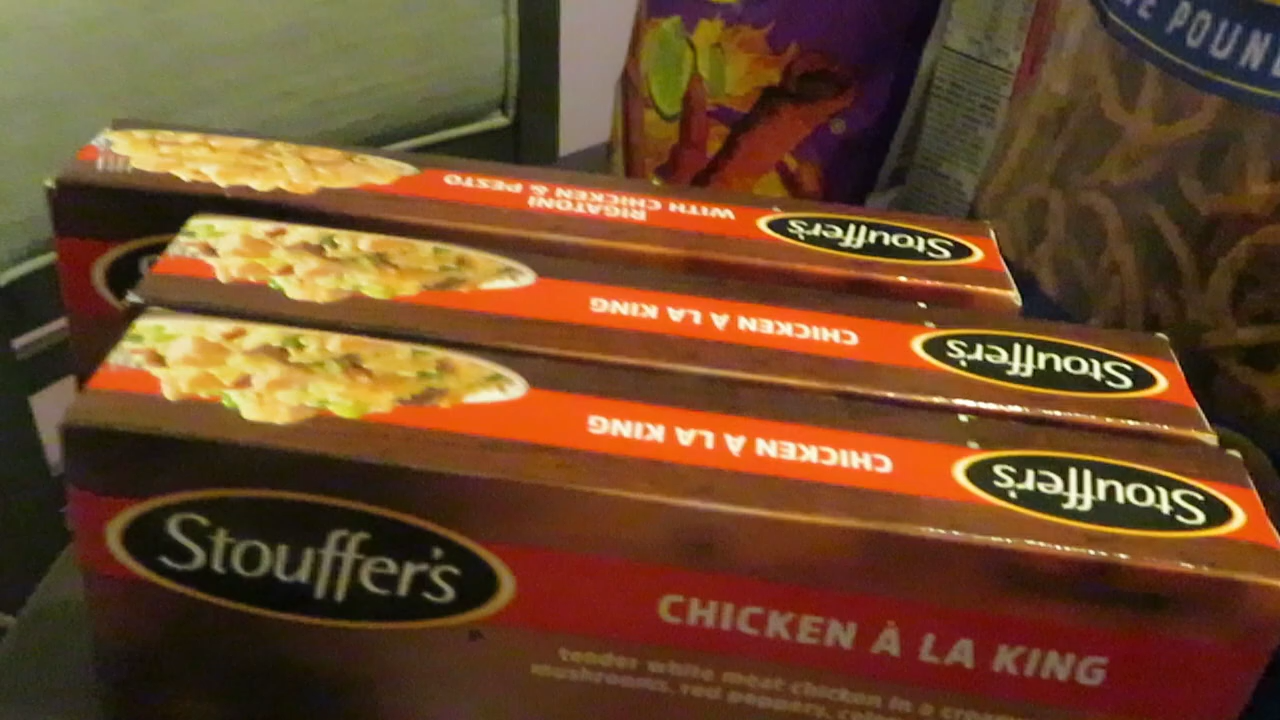 POUN
Stouffer's
RIGATONI
WITH CHICKEN & PESTO
Stouffer's
CHICKEN À LA KING
Stouffer's
CHICKEN À LA KING
Stouffer's
CHICKEN À LA KING
tender white meat chicken in a
mushrooms, red peppers,